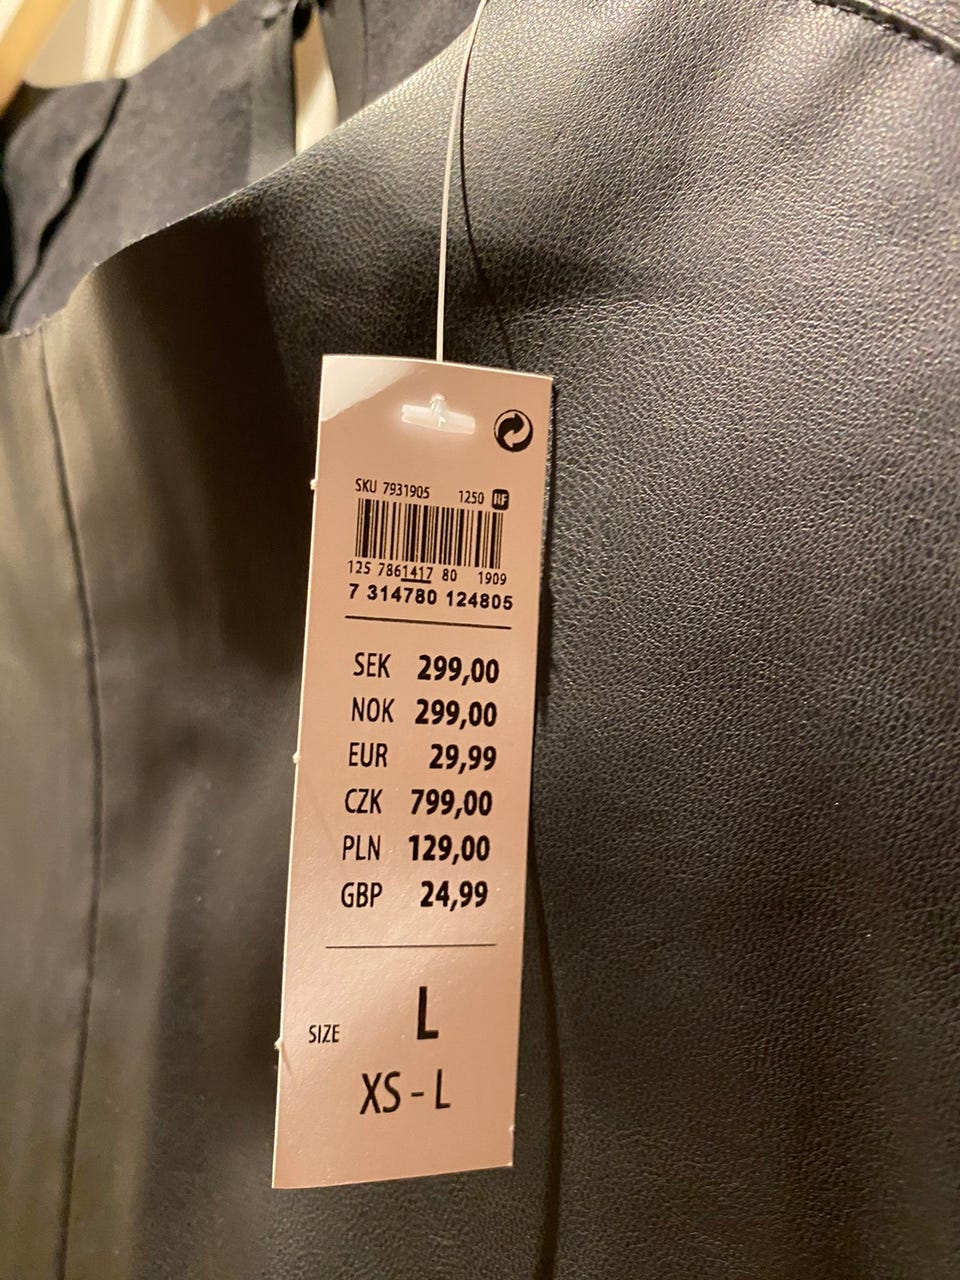 SKU 7931905 1250 RF
125 7861417 80 1909
7 314780 124805
SEK 299,00
NOK 299,00
EUR 29,99
CZK 799,00
PLN 129,00
GBP 24,99
SIZE L
XS - L